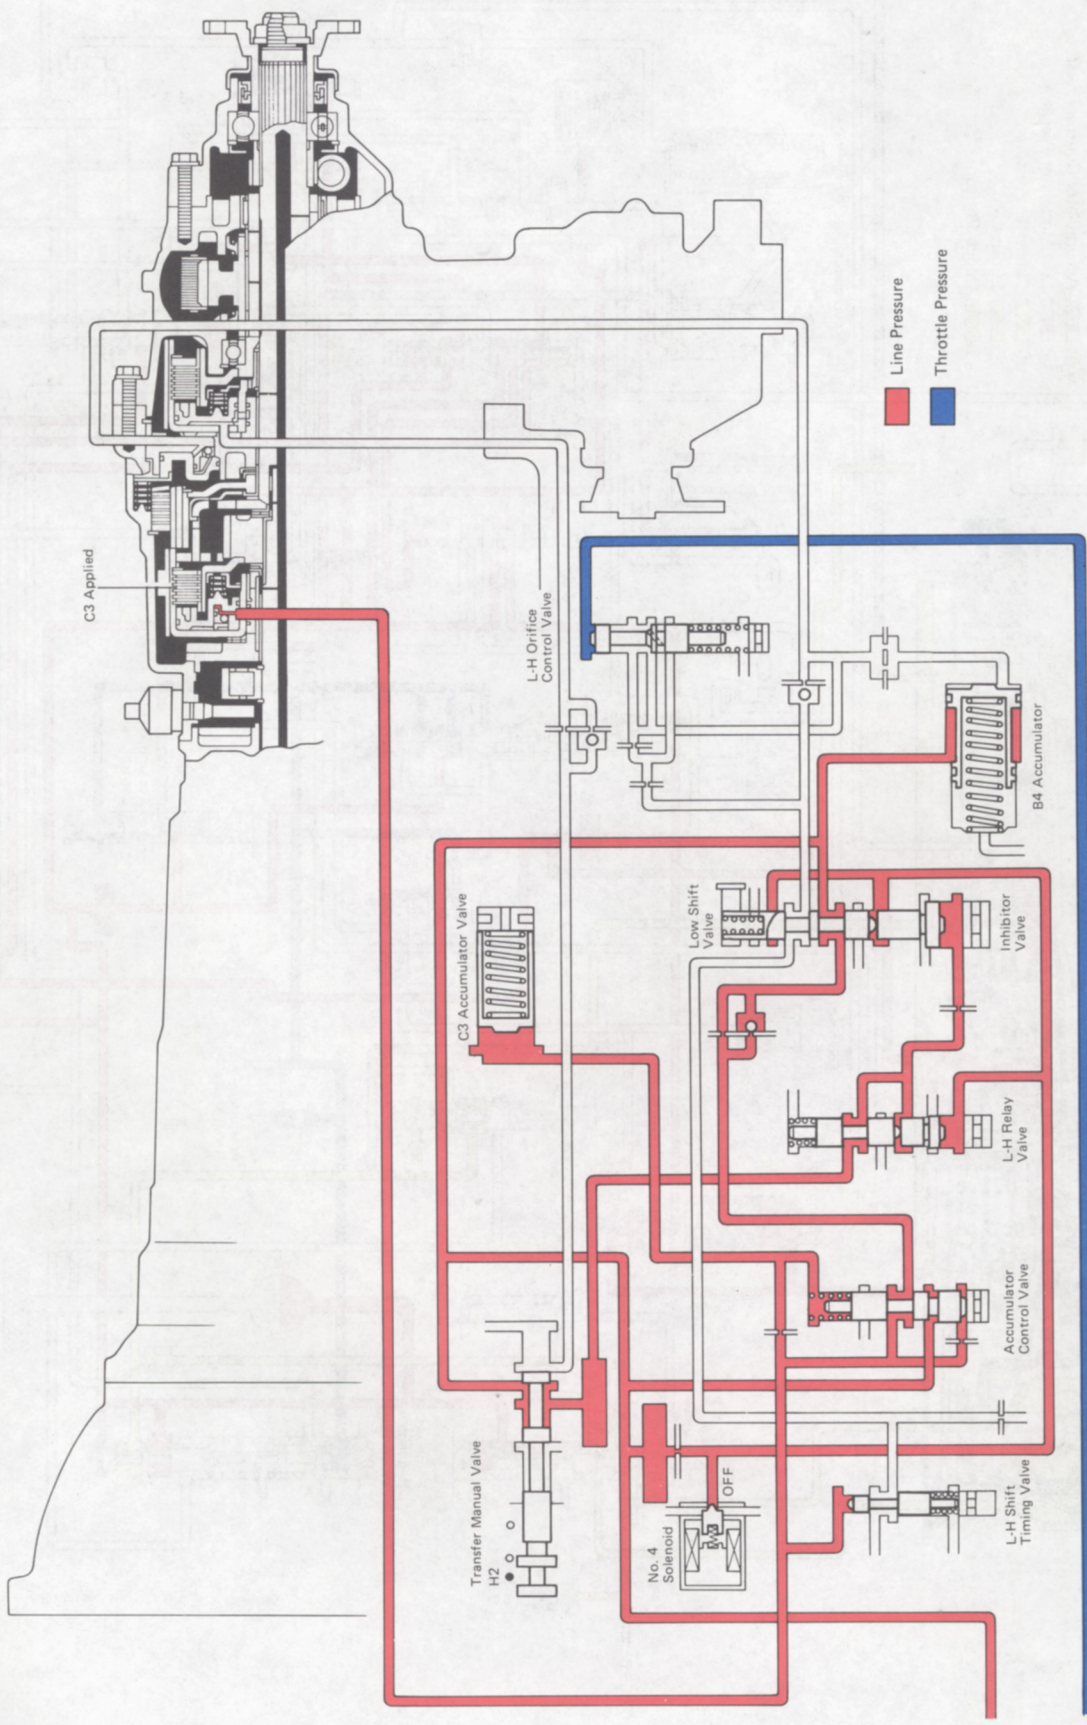 Line Pressure
Throttle Pressure
C3 Applied
L-H Orifice
Control Valve
B4 Accumulator
C3 Accumulator Valve
Low Shift
Valve
Inhibitor
Valve
L-H Relay
Valve
Accumulator
Control Valve
Transfer Manual Valve
H2
No. 4
Solenoid
OFF
L-H Shift
Timing Valve